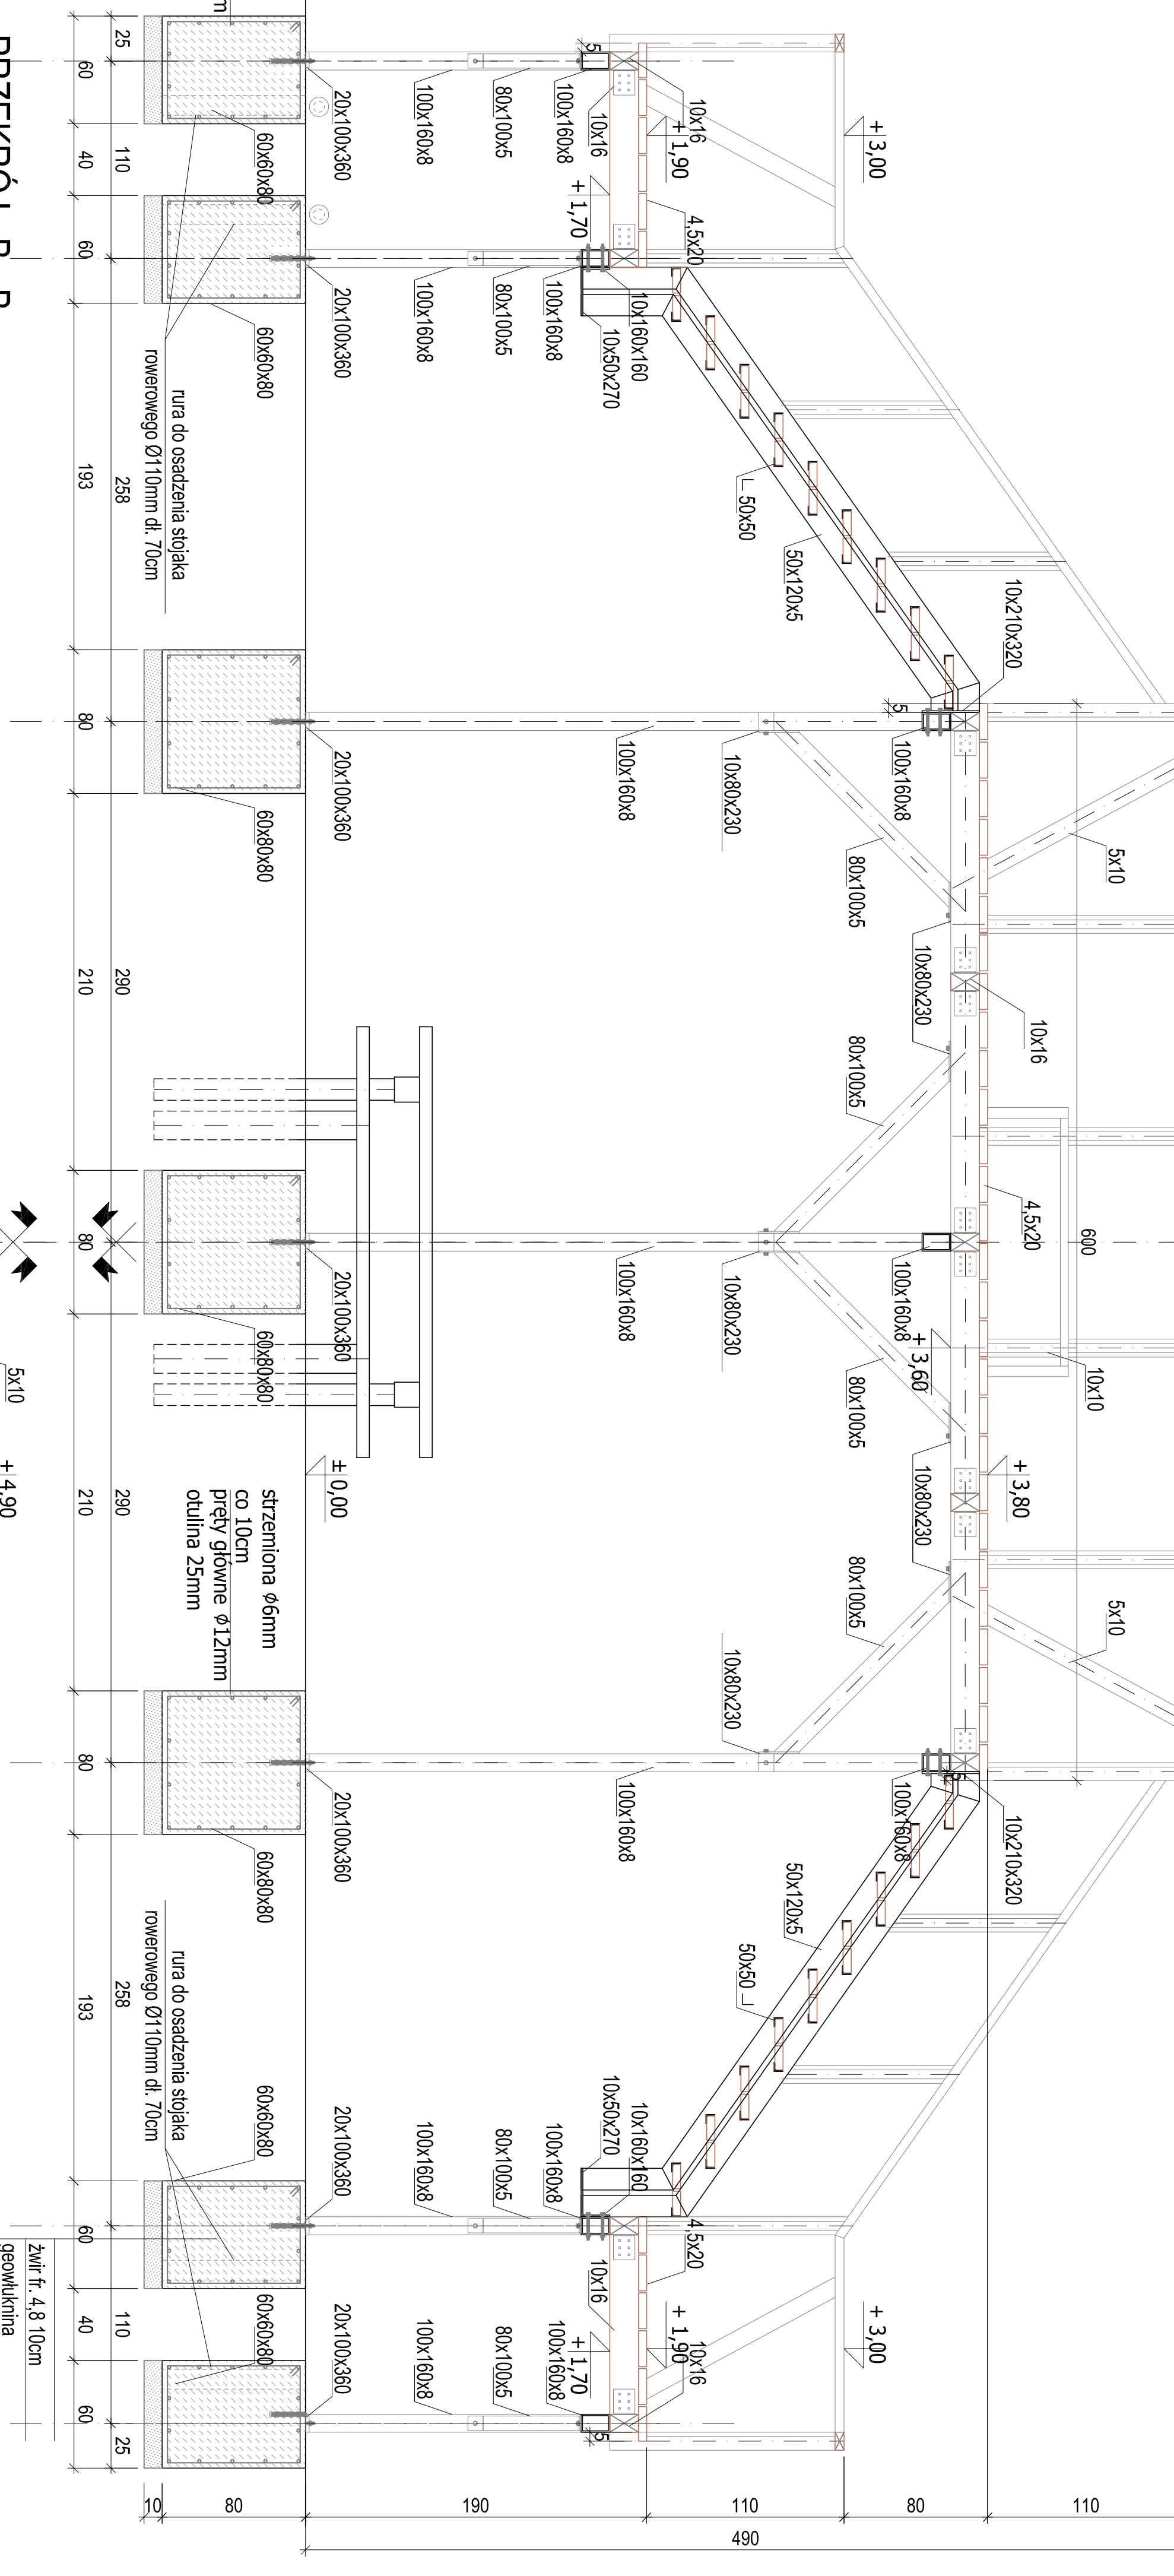 PRZEKRÓJ B-B
+ 3,00
10x16
+ 1,90
10x16
100x160x8
80x100x5
100x160x8
20x100x360
60x60x80
5
+ 1,70
4,5x20
10x160x160
10x50x270
100x160x8
80x100x5
100x160x8
20x100x360
60x60x80
rura do osadzenia stojaka
rowerowego Ø110mm dł. 70cm
50x50
50x120x5
10x210x320
5
100x160x8
10x80x230
100x160x8
20x100x360
60x80x80
80x100x5
5x10
10x80x230
10x16
80x100x5
4,5x20
600
100x160x8
10x80x230
100x160x8
20x100x360
60x80x80
+ 3,60
80x100x5
10x10
+ 3,80
10x80x230
± 0,00
strzemiona ϕ6mm
co 10cm
pręty główne ϕ12mm
otulina 25mm
80x100x5
5x10
10x80x230
100x160x8
20x100x360
60x80x80
5
100x160x8
10x210x320
50x120x5
50x50
rura do osadzenia stojaka
rowerowego Ø110mm dł. 70cm
60x60x80
20x100x360
100x160x8
80x100x5
100x160x8
10x50x270
10x160x160
4,5x20
10x16
+ 3,00
+ 1,90
10x16
+ 1,70
100x160x8
80x100x5
100x160x8
20x100x360
60x60x80
5
25
110
258
290
290
258
110
25
60
40
60
193
80
210
80
210
80
193
60
40
60
5x10
+ 4,90
żwir fr. 4,8 10cm
geowłuknina
10
80
190
110
80
110
490